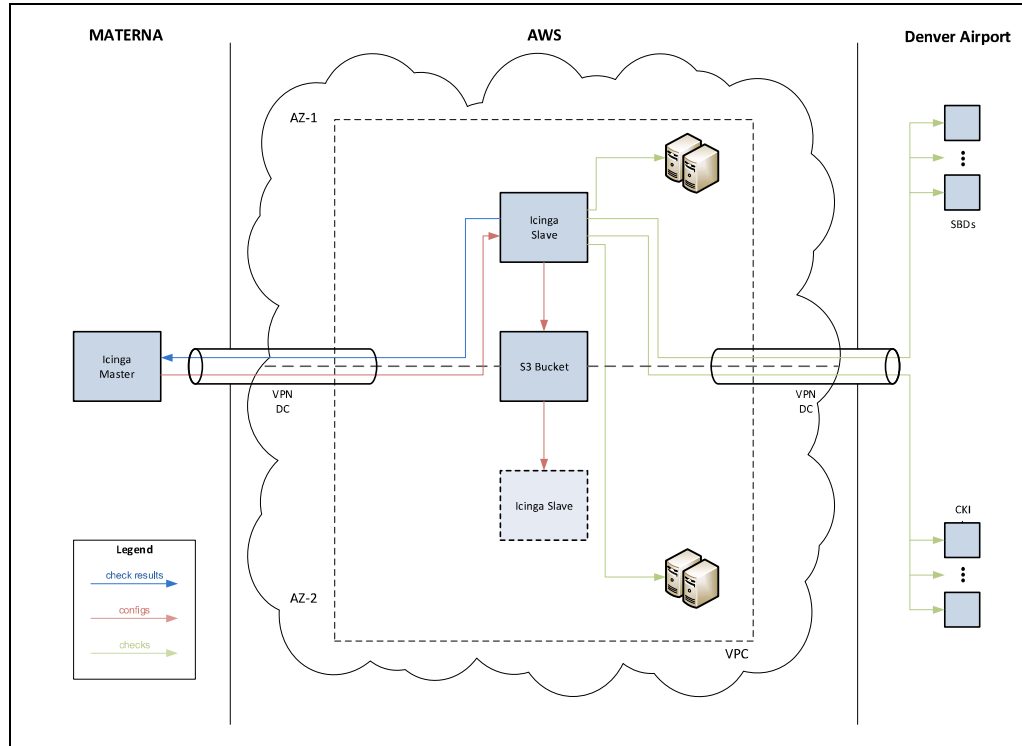 MATERNA
AWS
Denver Airport
AZ-1
Icinga
Slave
SBDs
Icinga
Master
S3 Bucket
VPN
DC
VPN
DC
Icinga Slave
CKI
Legend
check results
configs
checks
AZ-2
VPC